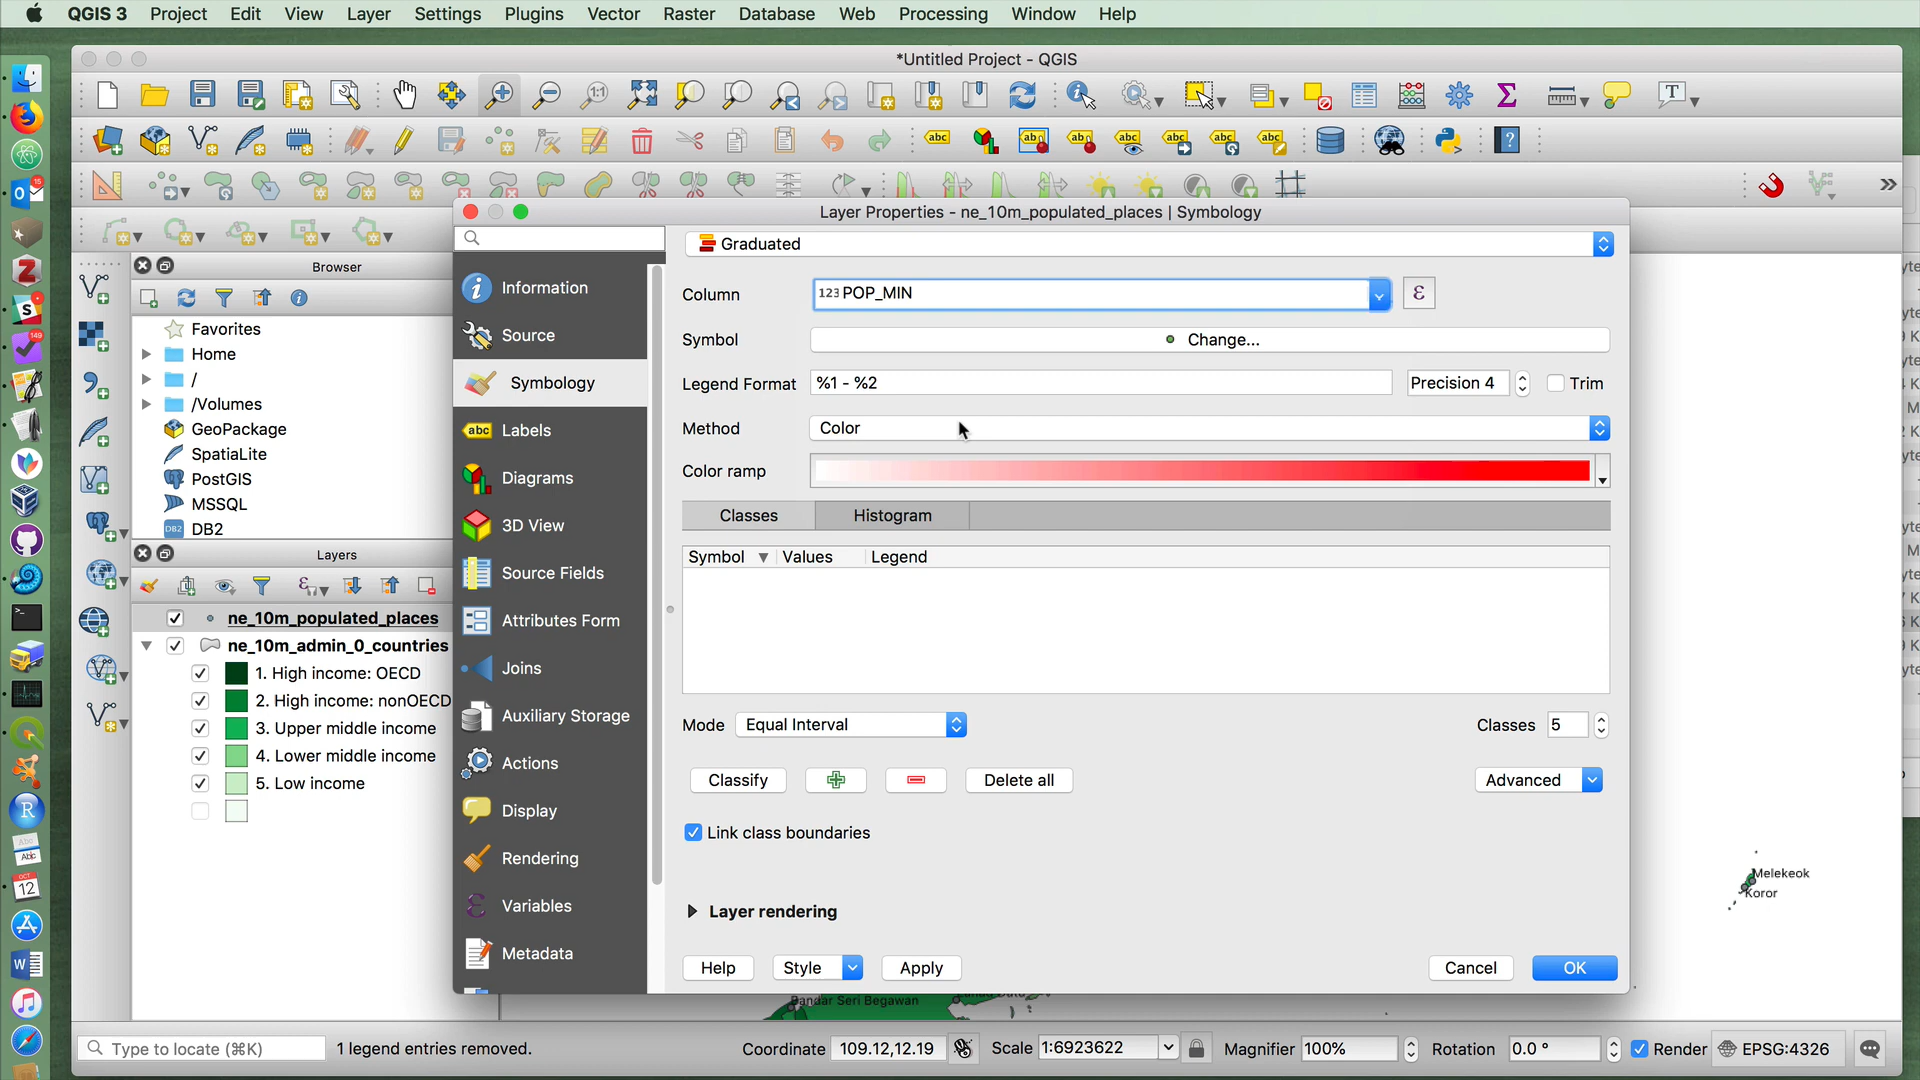 QGIS 3 Project Edit View Layer Settings Plugins Vector Raster Database Web Processing Window Help
*Untitled Project - QGIS
Layer Properties - ne_10m_populated_places | Symbology
Browser
Favorites
Home
/
/Volumes
GeoPackage
SpatiaLite
PostGIS
MSSQL
DB2
Layers
ne_10m_populated_places
ne_10m_admin_0_countries
1. High income: OECD
2. High income: nonOECD
3. Upper middle income
4. Lower middle income
5. Low income
Information
Source
Symbology
Labels
Diagrams
3D View
Source Fields
Attributes Form
Joins
Auxiliary Storage
Actions
Display
Rendering
Variables
Metadata
Graduated
Column 123 POP_MIN ε
Symbol Change...
Legend Format %1 - %2 Precision 4 Trim
Method Color
Color ramp
Classes Histogram
Symbol Values Legend
Mode Equal Interval Classes 5
Classify Delete all Advanced
Link class boundaries
Layer rendering
Help Style Apply Cancel OK
Melekeok
Koror
Bandar Seri Begawan
Type to locate (⌘K) 1 legend entries removed. Coordinate 109.12,12.19 Scale 1:6923622 Magnifier 100% Rotation 0.0 ° Render EPSG:4326